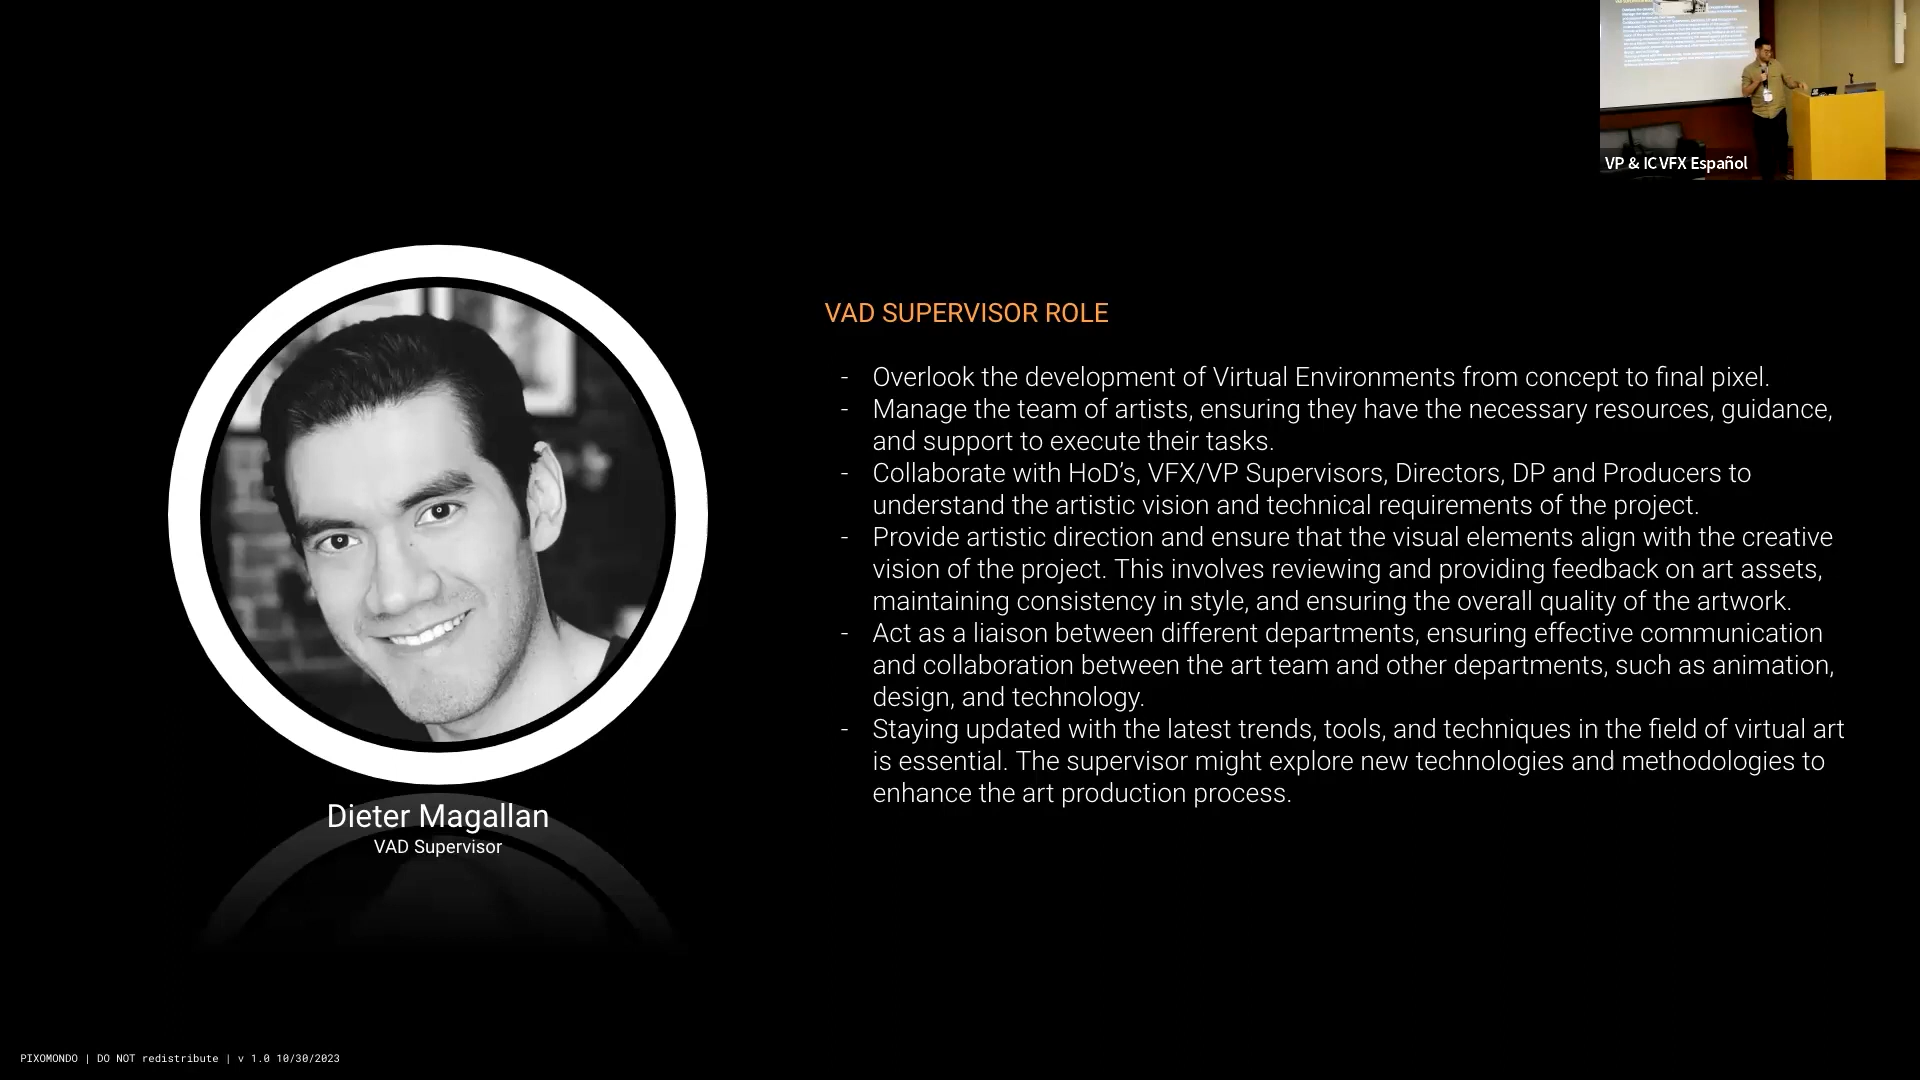 VP & ICVFX Español
VAD SUPERVISOR ROLE
- Overlook the development of Virtual Environments from concept to final pixel.
- Manage the team of artists, ensuring they have the necessary resources, guidance,
and support to execute their tasks.
- Collaborate with HoD’s, VFX/VP Supervisors, Directors, DP and Producers to
understand the artistic vision and technical requirements of the project.
- Provide artistic direction and ensure that the visual elements align with the creative
vision of the project. This involves reviewing and providing feedback on art assets,
maintaining consistency in style, and ensuring the overall quality of the artwork.
- Act as a liaison between different departments, ensuring effective communication
and collaboration between the art team and other departments, such as animation,
design, and technology.
- Staying updated with the latest trends, tools, and techniques in the field of virtual art
is essential. The supervisor might explore new technologies and methodologies to
enhance the art production process.
Dieter Magallan
VAD Supervisor
PIXOMONDO | DO NOT redistribute | v 1.0 10/30/2023